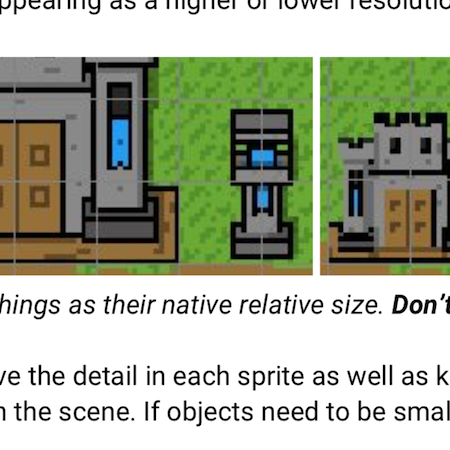 appearing as a higher or lower resolutio
hings as their native relative size. Don't
ve the detail in each sprite as well as k
n the scene. If objects need to be smal